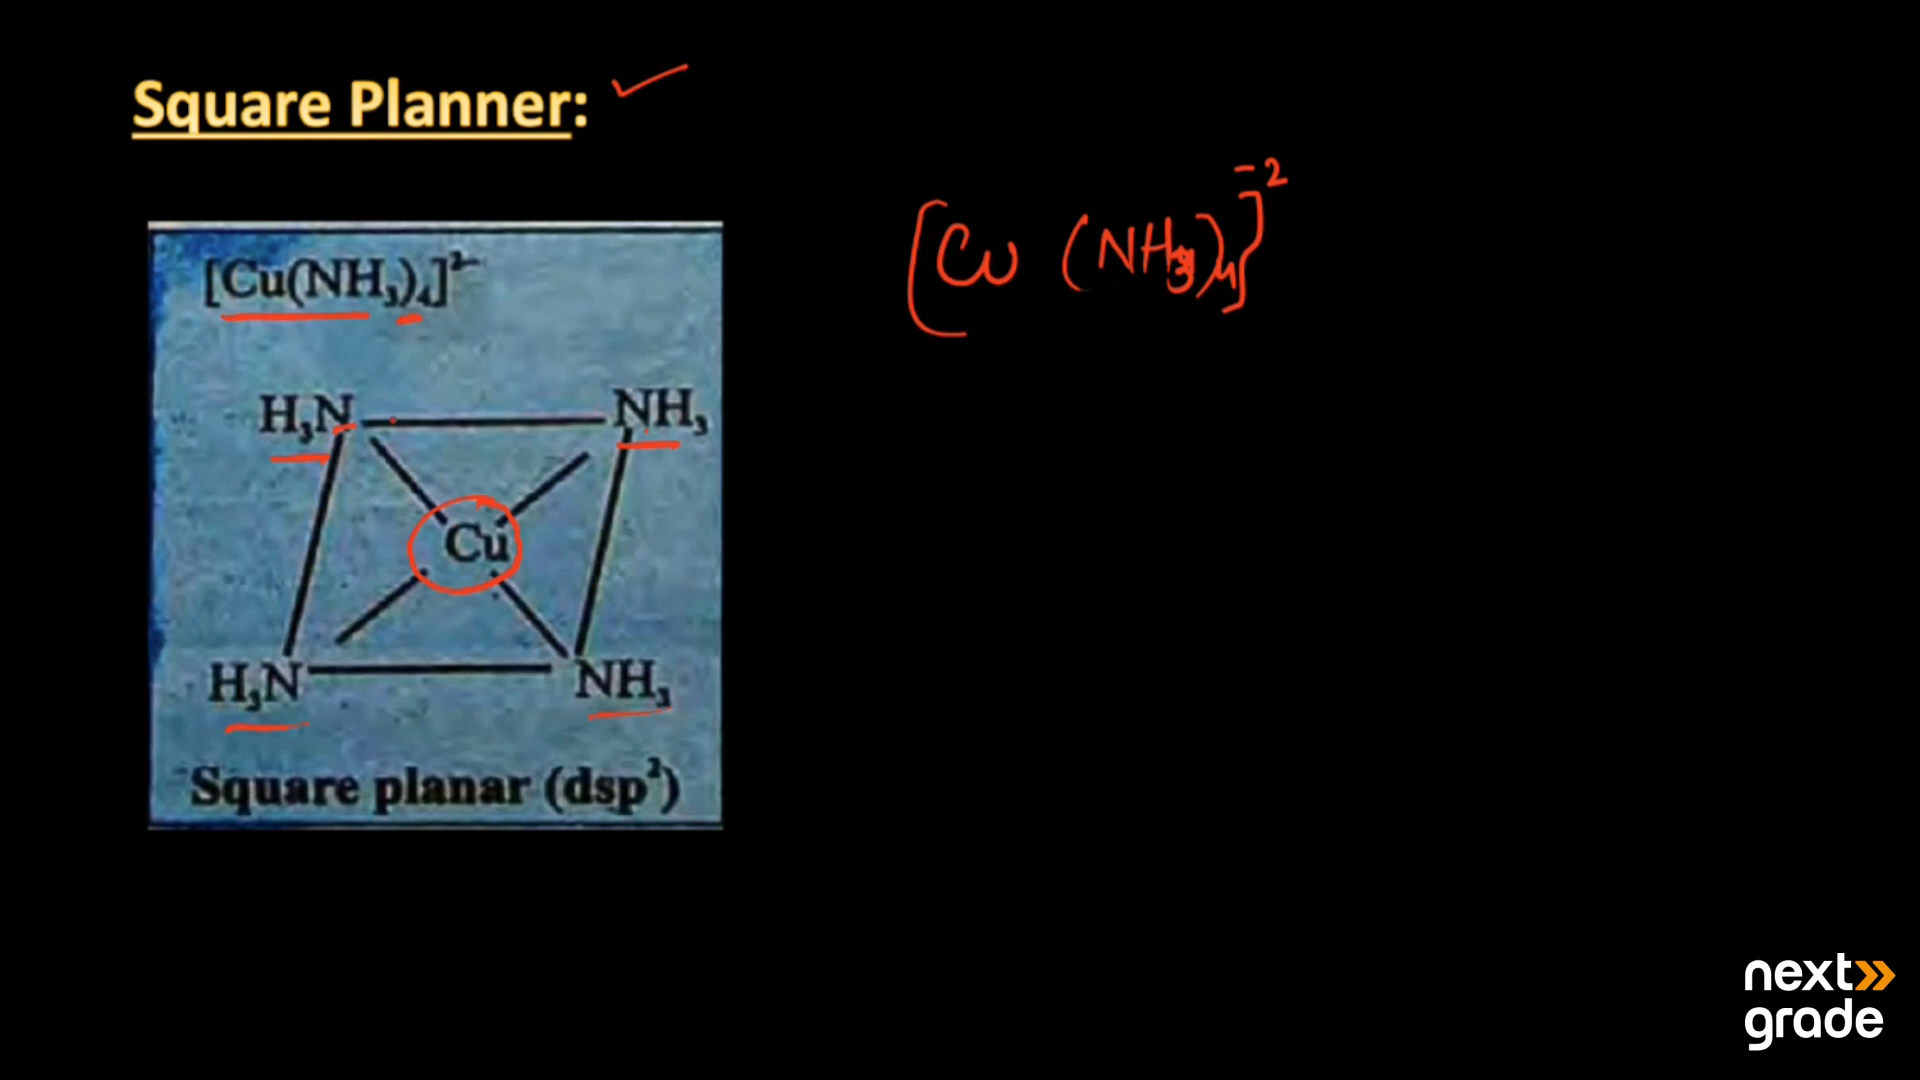 Square Planner:
[Cu(NH₃)₄]²⁻
[Cu (NH₃)₄]⁻²
H₃N NH₃
Cu
H₃N NH₃
Square planar (dsp²)
next
grade